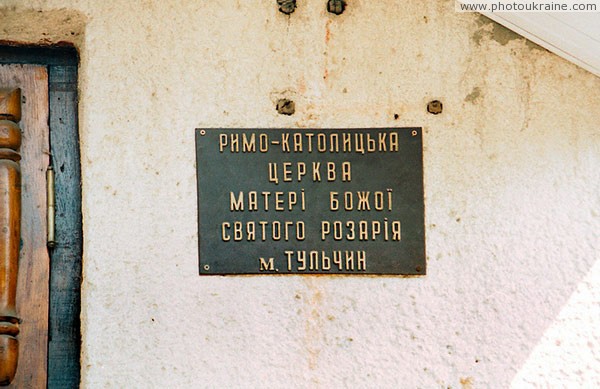 www.photoukraine.com
РИМО-КАТОЛИЦЬКА
ЦЕРКВА
МАТЕРІ БОЖОЇ
СВЯТОГО РОЗАРІЯ
м. ТУЛЬЧИН